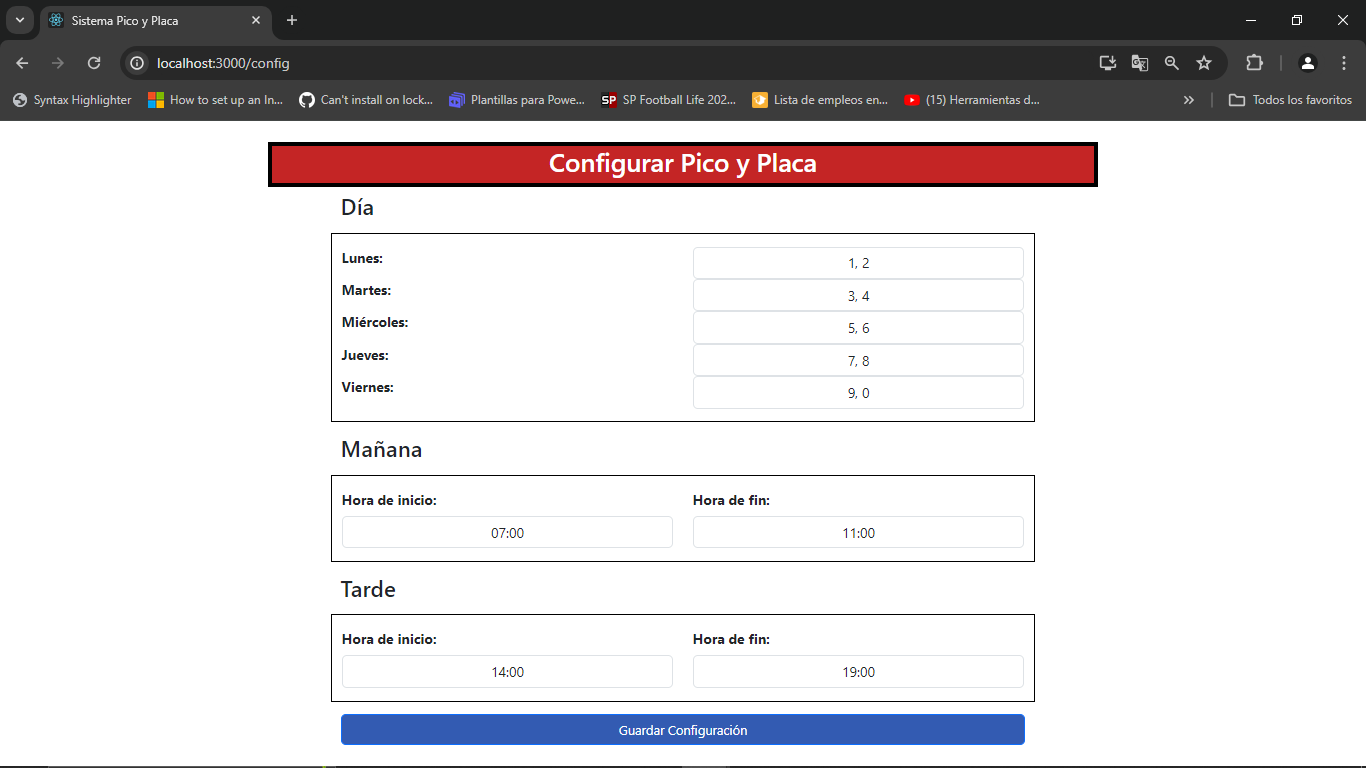 Sistema Pico y Placa
localhost:3000/config
Syntax Highlighter
How to set up an In...
Can't install on lock...
Plantillas para Powe...
SP SP Football Life 202...
Lista de empleos en...
(15) Herramientas d...
Todos los favoritos
Configurar Pico y Placa
Día
Lunes: 1, 2
Martes: 3, 4
Miércoles: 5, 6
Jueves: 7, 8
Viernes: 9, 0
Mañana
Hora de inicio: Hora de fin:
07:00 11:00
Tarde
Hora de inicio: Hora de fin:
14:00 19:00
Guardar Configuración